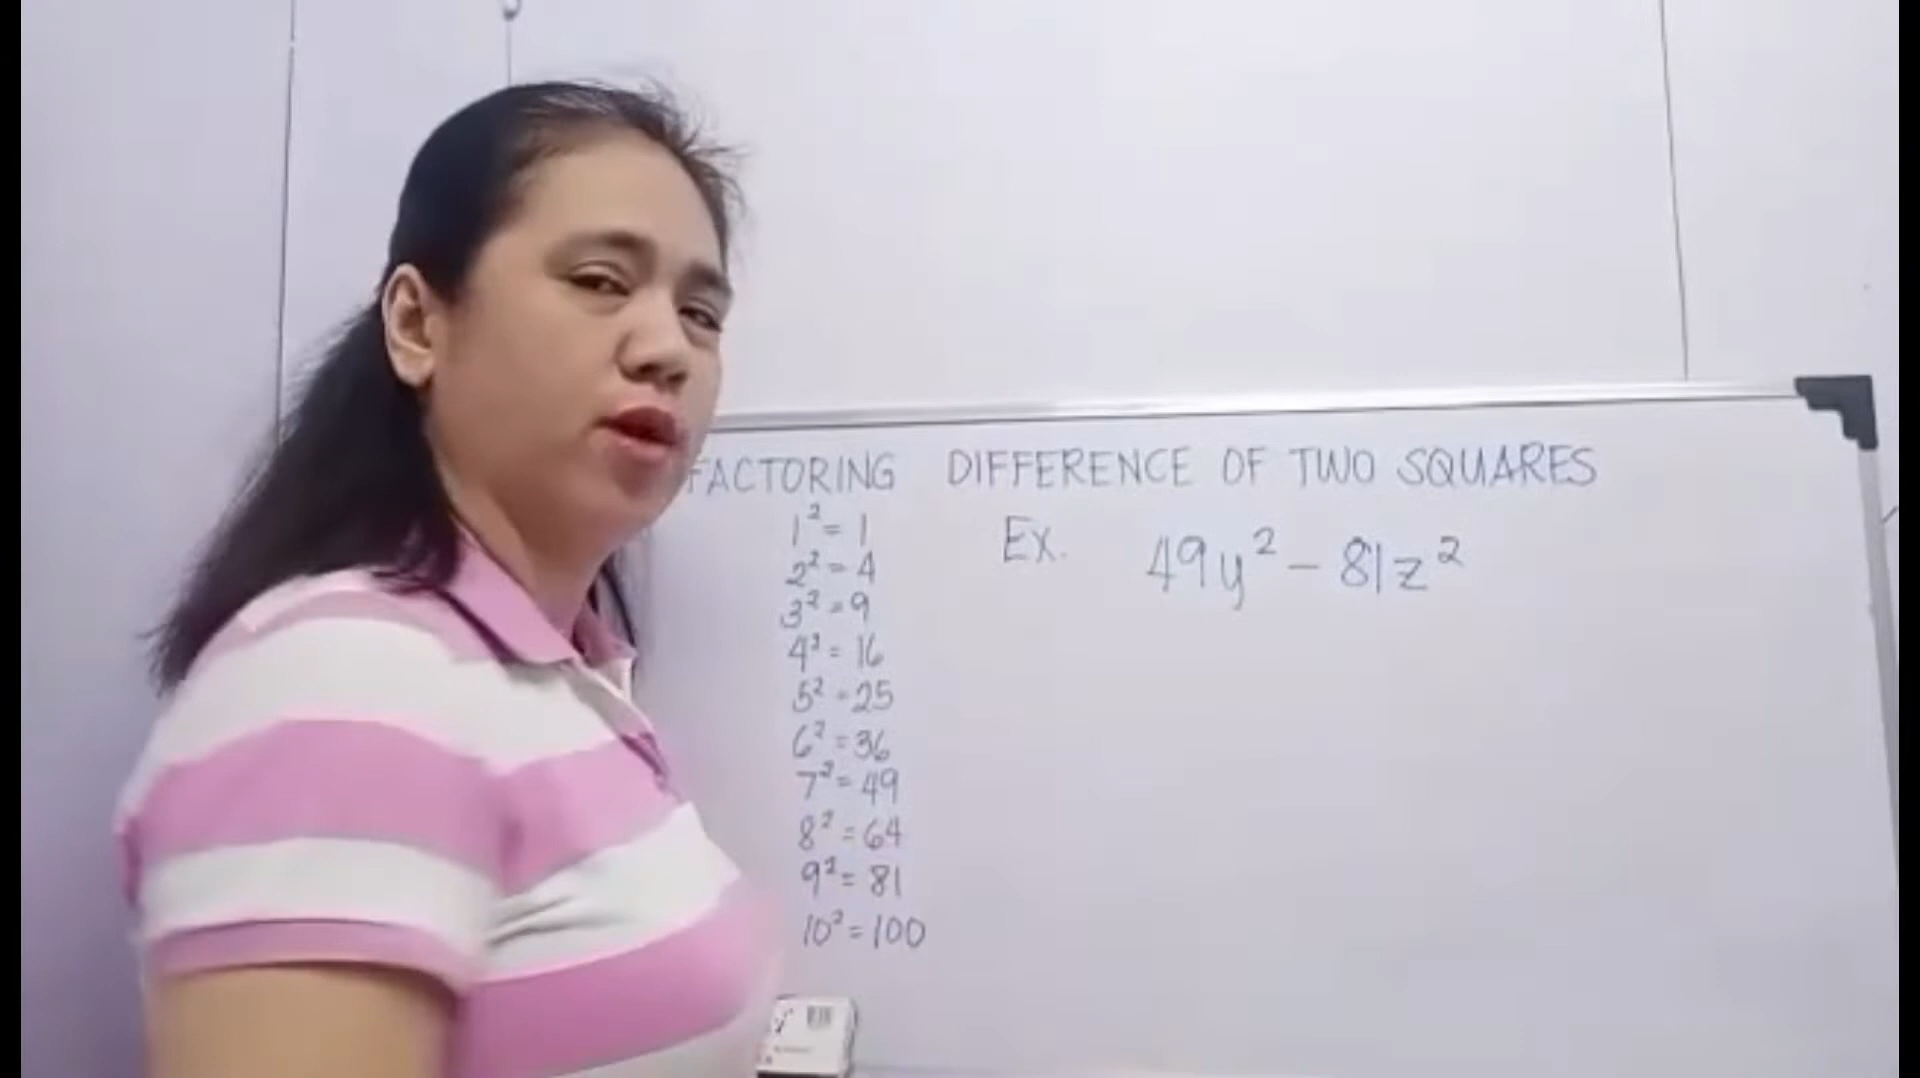 FACTORING DIFFERENCE OF TWO SQUARES
1² = 1
2² = 4
3² = 9
4² = 16
5² = 25
6² = 36
7² = 49
8² = 64
9² = 81
10² = 100
Ex. 49y² - 81z²